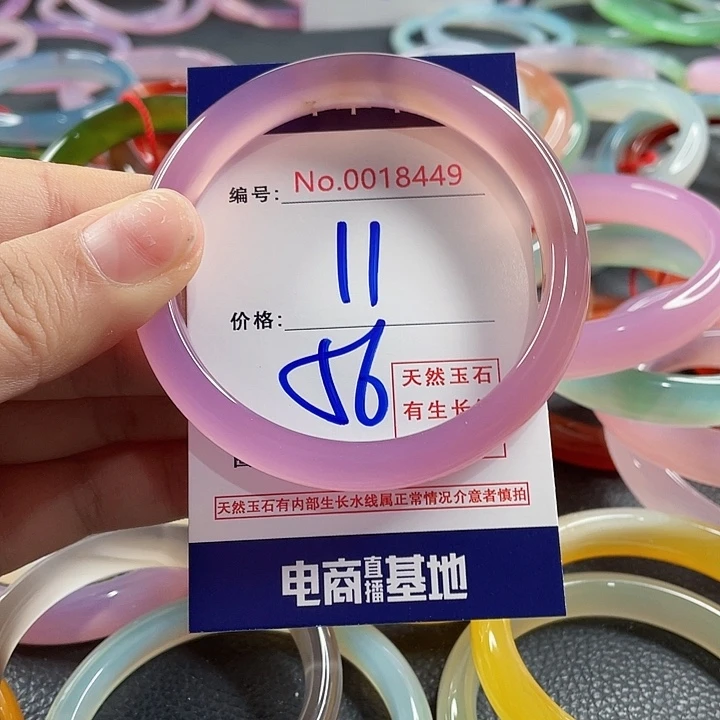 编号: No.0018449
11
价格:
56
天然玉石
有生长
天然玉石有内部生长水线属正常情况介意者慎拍
电商直播基地